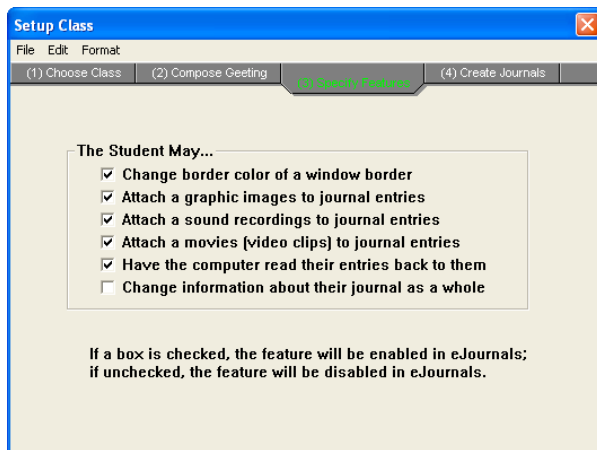 Setup Class
File Edit Format
(1) Choose Class (2) Compose Geeting (3) Specify Features (4) Create Journals
The Student May...
Change border color of a window border
Attach a graphic images to journal entries
Attach a sound recordings to journal entries
Attach a movies (video clips) to journal entries
Have the computer read their entries back to them
Change information about their journal as a whole
If a box is checked, the feature will be enabled in eJournals;
if unchecked, the feature will be disabled in eJournals.